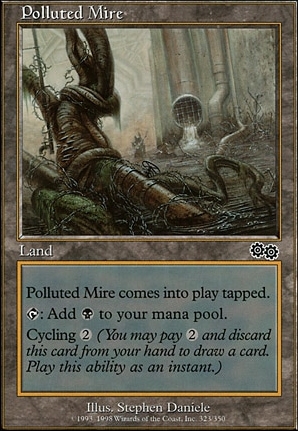 Polluted Mire
Land
Polluted Mire comes into play tapped.
: Add to your mana pool.
Cycling 2 (You may pay 2 and discard
this card from your hand to draw a card.
Play this ability as an instant.)
Illus. Stephen Daniele
©1993-1998 Wizards of the Coast, Inc. 323/350